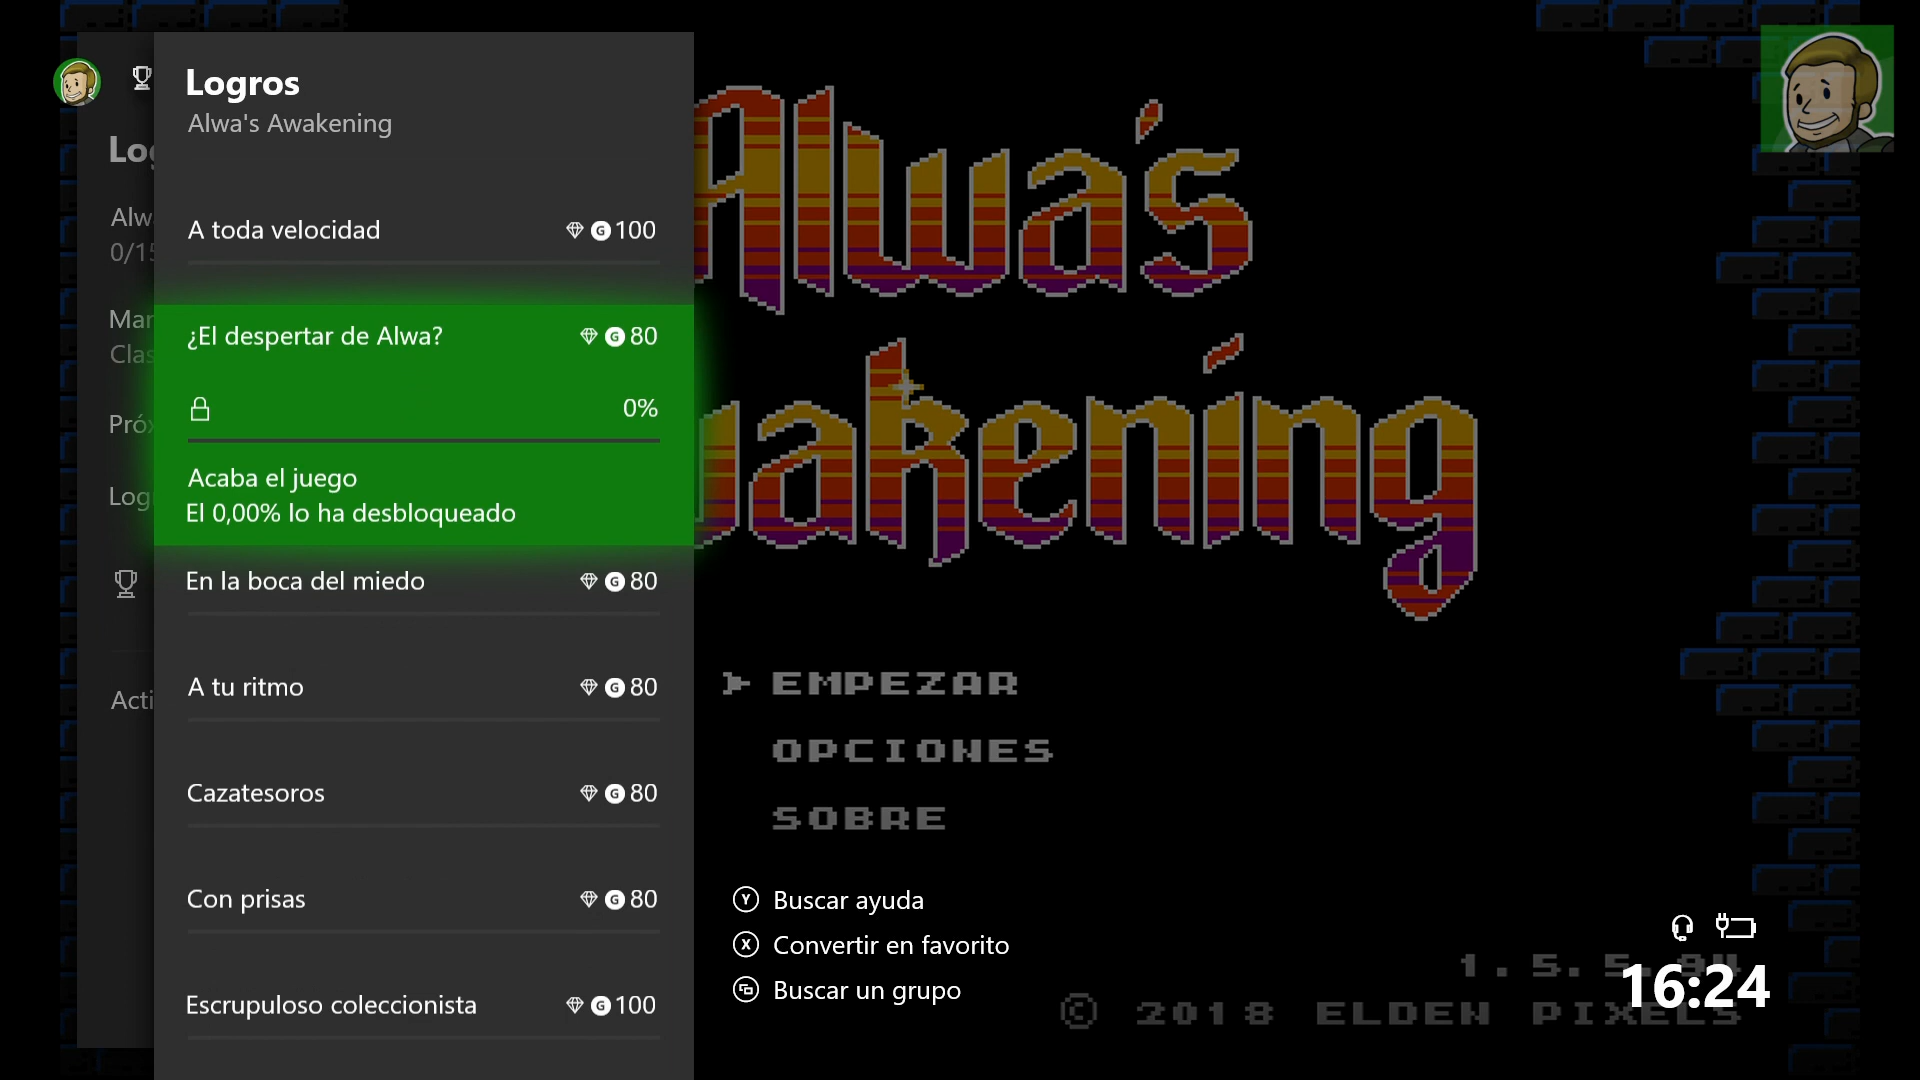 Logros
Alwa's Awakening
A toda velocidad
G 100
¿El despertar de Alwa?
G 80
0%
Acaba el juego
El 0,00% lo ha desbloqueado
En la boca del miedo
G 80
A tu ritmo
G 80
Cazatesoros
G 80
Con prisas
G 80
Escrupuloso coleccionista
G 100
Alwa's
Awakening
EMPEZAR
OPCIONES
SOBRE
Y Buscar ayuda
X Convertir en favorito
Buscar un grupo
16:24
© 2018 ELDEN PIXELS